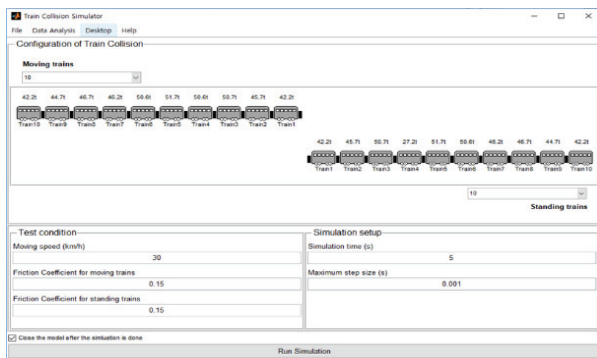 Train Collision Simulator
File Data Analysis Desktop Help
Configuration of Train Collision
Moving trains
10
42.2t 44.7t 46.7t 46.2t 50.6t 51.7t 50.6t 50.7t 45.7t 42.2t
Train10 Train9 Train8 Train7 Train6 Train5 Train4 Train3 Train2 Train1
42.2t 45.7t 50.7t 27.2t 51.7t 50.6t 46.2t 46.7t 44.7t 42.2t
Train1 Train2 Train3 Train4 Train5 Train6 Train7 Train8 Train9 Train10
10
Standing trains
Test condition
Moving speed (km/h)
30
Friction Coefficient for moving trains
0.15
Friction Coefficient for standing trains
0.15
Simulation setup
Simulation time (s)
5
Maximum step size (s)
0.001
Close the model after the simluation is done
Run Simulation